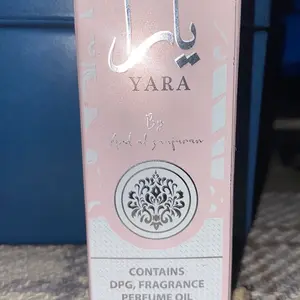 يارا
YARA
By
CONTAINS
DPG, FRAGRANCE
PERFUME OIL